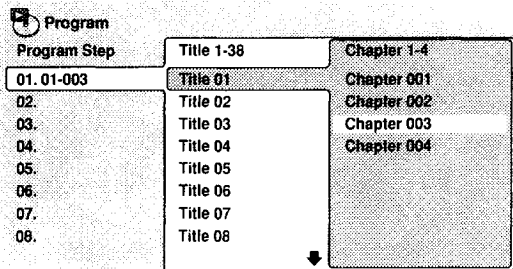 Program
Program Step Title 1-38 Chapter 1-4
01. 01-003 Title 01 Chapter 001
02. Title 02 Chapter 002
03. Title 03 Chapter 003
04. Title 04 Chapter 004
05. Title 05
06. Title 06
07. Title 07
08. Title 08